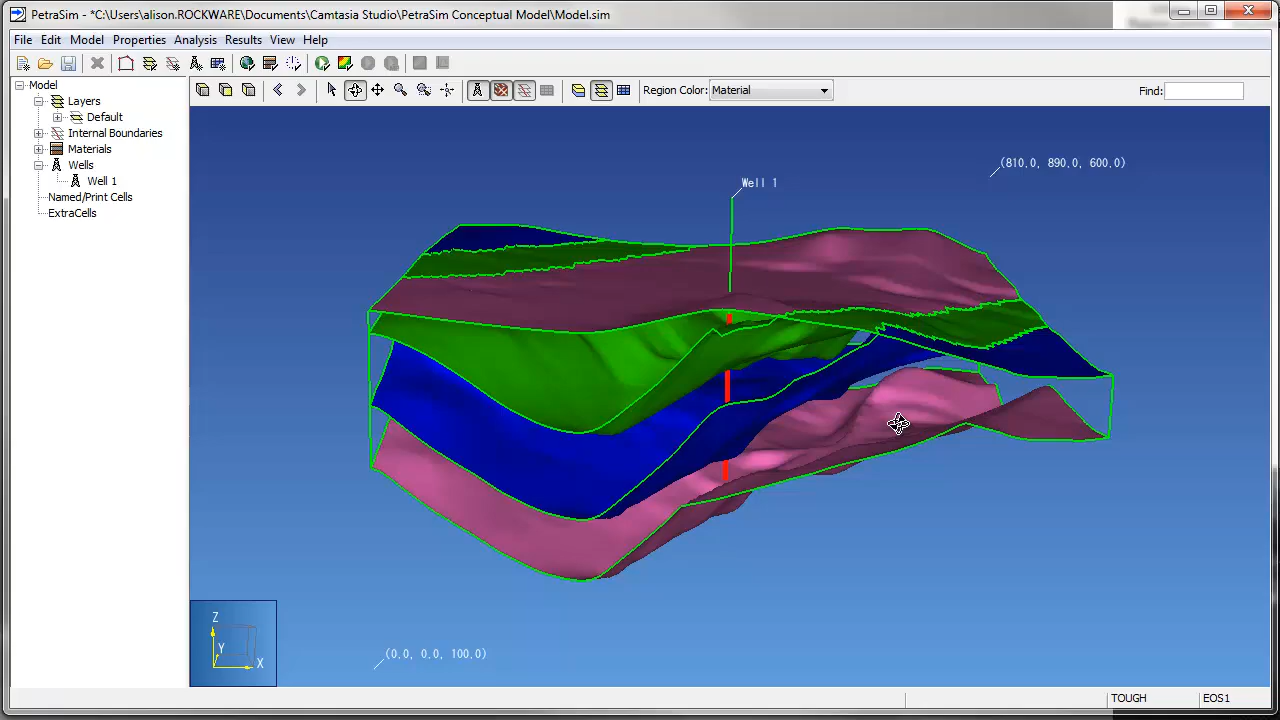 PetraSim - *C:\Users\alison.ROCKWARE\Documents\Camtasia Studio\PetraSim Conceptual Model\Model.sim
File Edit Model Properties Analysis Results View Help
Region Color: Material
Find:
Model
Layers
Default
Internal Boundaries
Materials
Wells
Well 1
Named/Print Cells
ExtraCells
(810.0, 890.0, 600.0)
Well 1
Z
Y
X
(0.0, 0.0, 100.0)
TOUGH EOS1